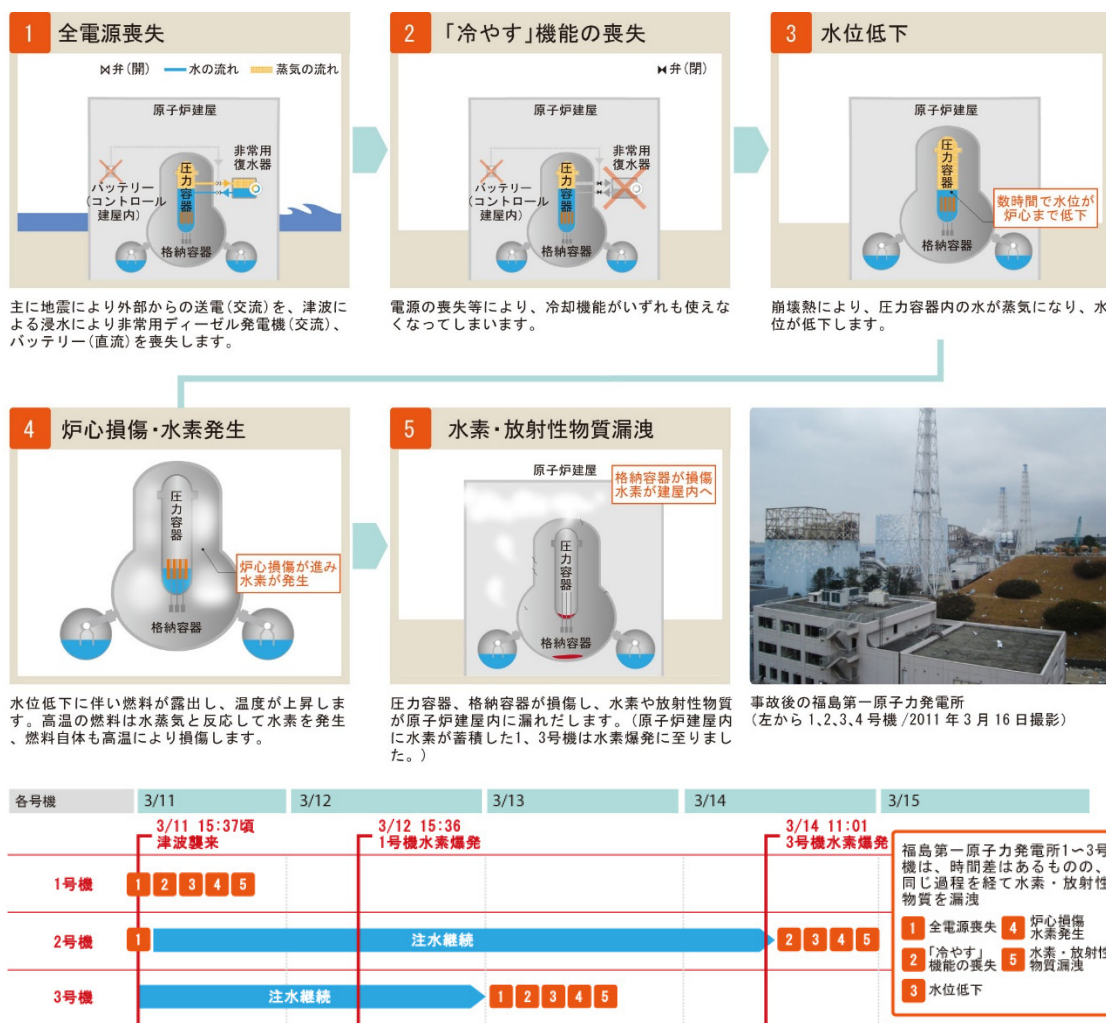 1 全電源喪失
弁(開) 水の流れ 蒸気の流れ
原子炉建屋
圧力容器
非常用
復水器
バッテリー
(コントロール
建屋内)
格納容器
主に地震により外部からの送電(交流)を、津波に
よる浸水により非常用ディーゼル発電機(交流)、
バッテリー(直流)を喪失します。
2 「冷やす」機能の喪失
弁(閉)
原子炉建屋
圧力容器
非常用
復水器
バッテリー
(コントロール
建屋内)
格納容器
電源の喪失等により、冷却機能がいずれも使えな
くなってしまいます。
3 水位低下
原子炉建屋
圧力容器
数時間で水位が
炉心まで低下
格納容器
崩壊熱により、圧力容器内の水が蒸気になり、水
位が低下します。
4 炉心損傷・水素発生
圧力容器
炉心損傷が進み
水素が発生
格納容器
水位低下に伴い燃料が露出し、温度が上昇しま
す。高温の燃料は水蒸気と反応して水素を発生
、燃料自体も高温により損傷します。
5 水素・放射性物質漏洩
原子炉建屋
格納容器が損傷
水素が建屋内へ
圧力容器
格納容器
圧力容器、格納容器が損傷し、水素や放射性物質
が原子炉建屋内に漏れだします。(原子炉建屋内
に水素が蓄積した1、3号機は水素爆発に至りまし
た。)
事故後の福島第一原子力発電所
(左から 1、2、3、4 号機 /2011 年 3 月 16 日撮影)
各号機 3/11 3/12 3/13 3/14 3/15
3/11 15:37頃
津波襲来
3/12 15:36
1号機水素爆発
3/14 11:01
3号機水素爆発
1号機 1 2 3 4 5
2号機 1 注水継続 2 3 4 5
3号機 注水継続 1 2 3 4 5
福島第一原子力発電所1〜3号
機は、時間差はあるものの、
同じ過程を経て水素・放射性
物質を漏洩
1 全電源喪失
2 「冷やす」
機能の喪失
3 水位低下
4 炉心損傷
水素発生
5 水素・放射性
物質漏洩